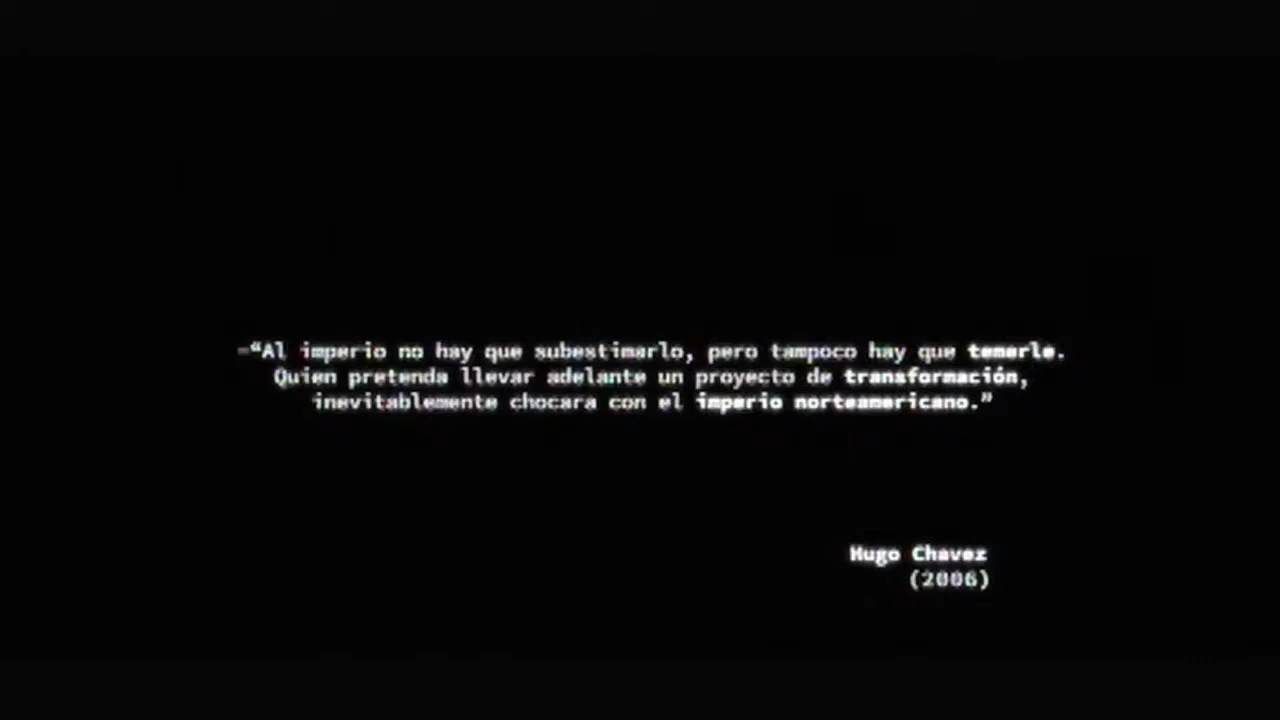 -“Al imperio no hay que subestimarlo, pero tampoco hay que temerle.
Quien pretenda llevar adelante un proyecto de transformación,
inevitablemente chocara con el imperio norteamericano.”
Hugo Chavez
(2006)